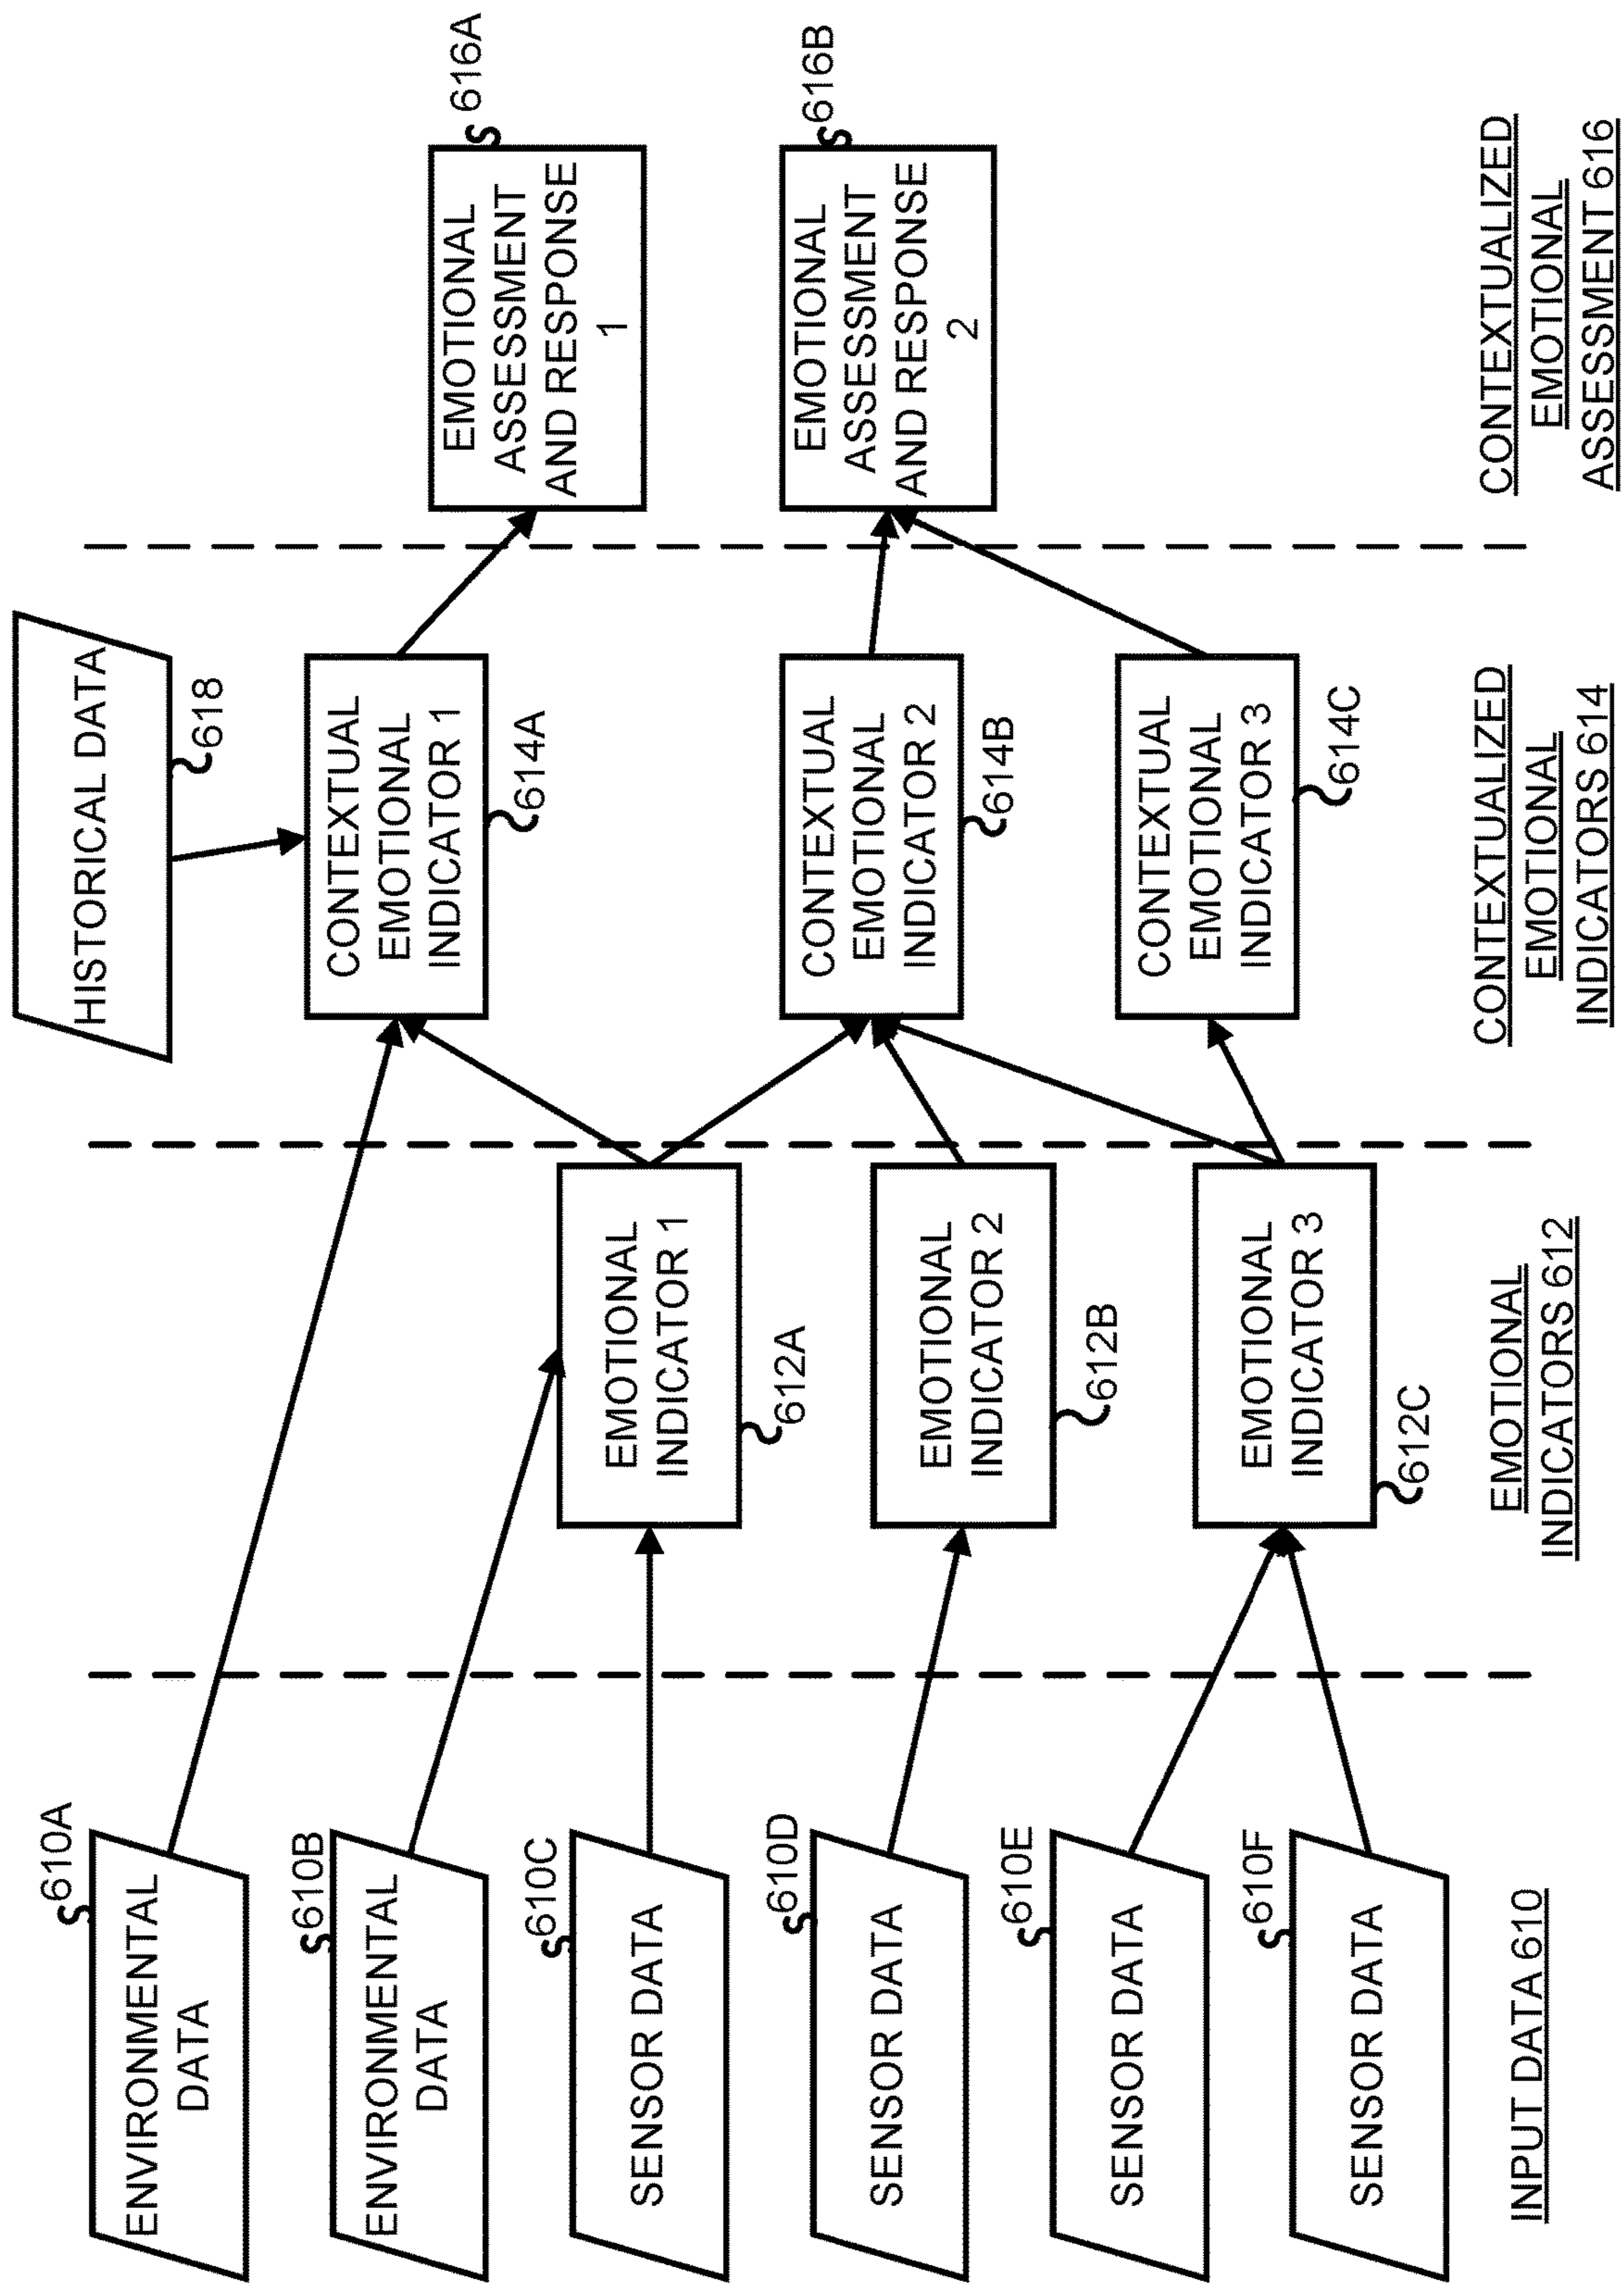 610A
ENVIRONMENTAL
DATA
610B
ENVIRONMENTAL
DATA
610C
SENSOR DATA
610D
SENSOR DATA
610E
SENSOR DATA
610F
SENSOR DATA
INPUT DATA 610
EMOTIONAL
INDICATOR 1
612A
EMOTIONAL
INDICATOR 2
612B
EMOTIONAL
INDICATOR 3
612C
EMOTIONAL
INDICATORS 612
HISTORICAL DATA
618
CONTEXTUAL
EMOTIONAL
INDICATOR 1
614A
CONTEXTUAL
EMOTIONAL
INDICATOR 2
614B
CONTEXTUAL
EMOTIONAL
INDICATOR 3
614C
CONTEXTUALIZED
EMOTIONAL
INDICATORS 614
616A
EMOTIONAL
ASSESSMENT
AND RESPONSE
1
616B
EMOTIONAL
ASSESSMENT
AND RESPONSE
2
CONTEXTUALIZED
EMOTIONAL
ASSESSMENT 616